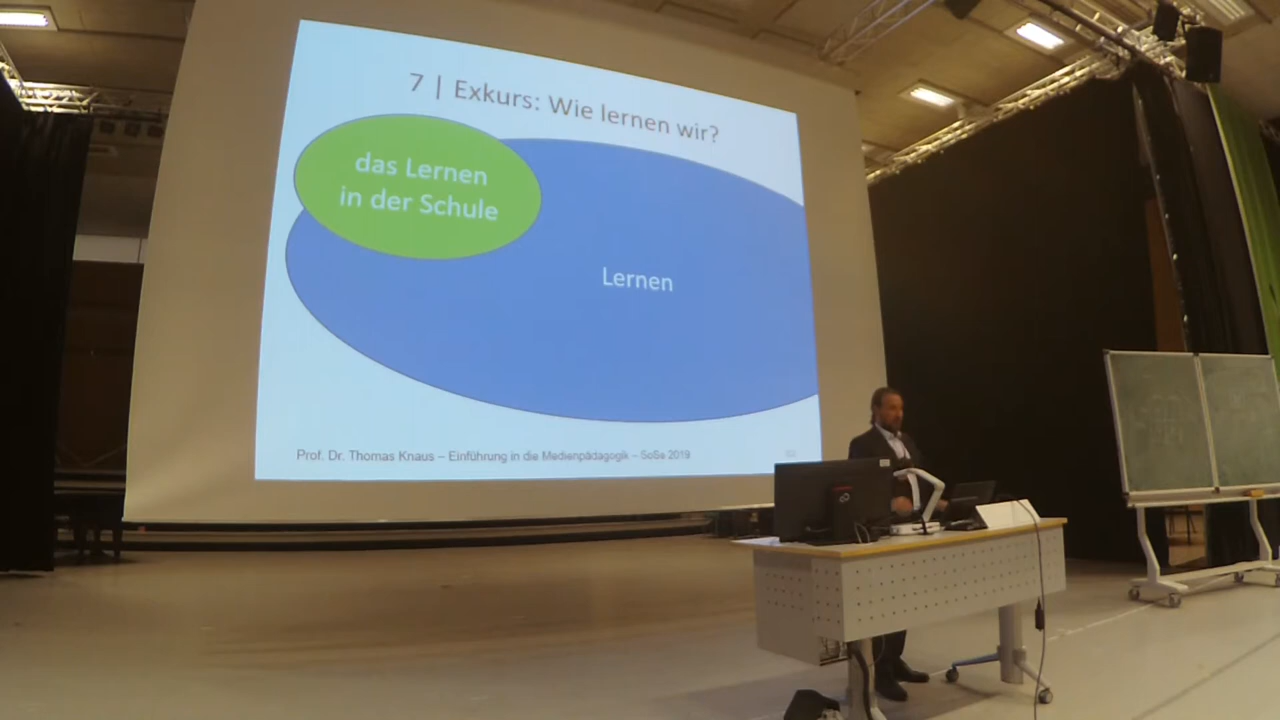 7 | Exkurs: Wie lernen wir?
das Lernen
in der Schule
Lernen
Prof. Dr. Thomas Knaus – Einführung in die Medienpädagogik – SoSe 2019